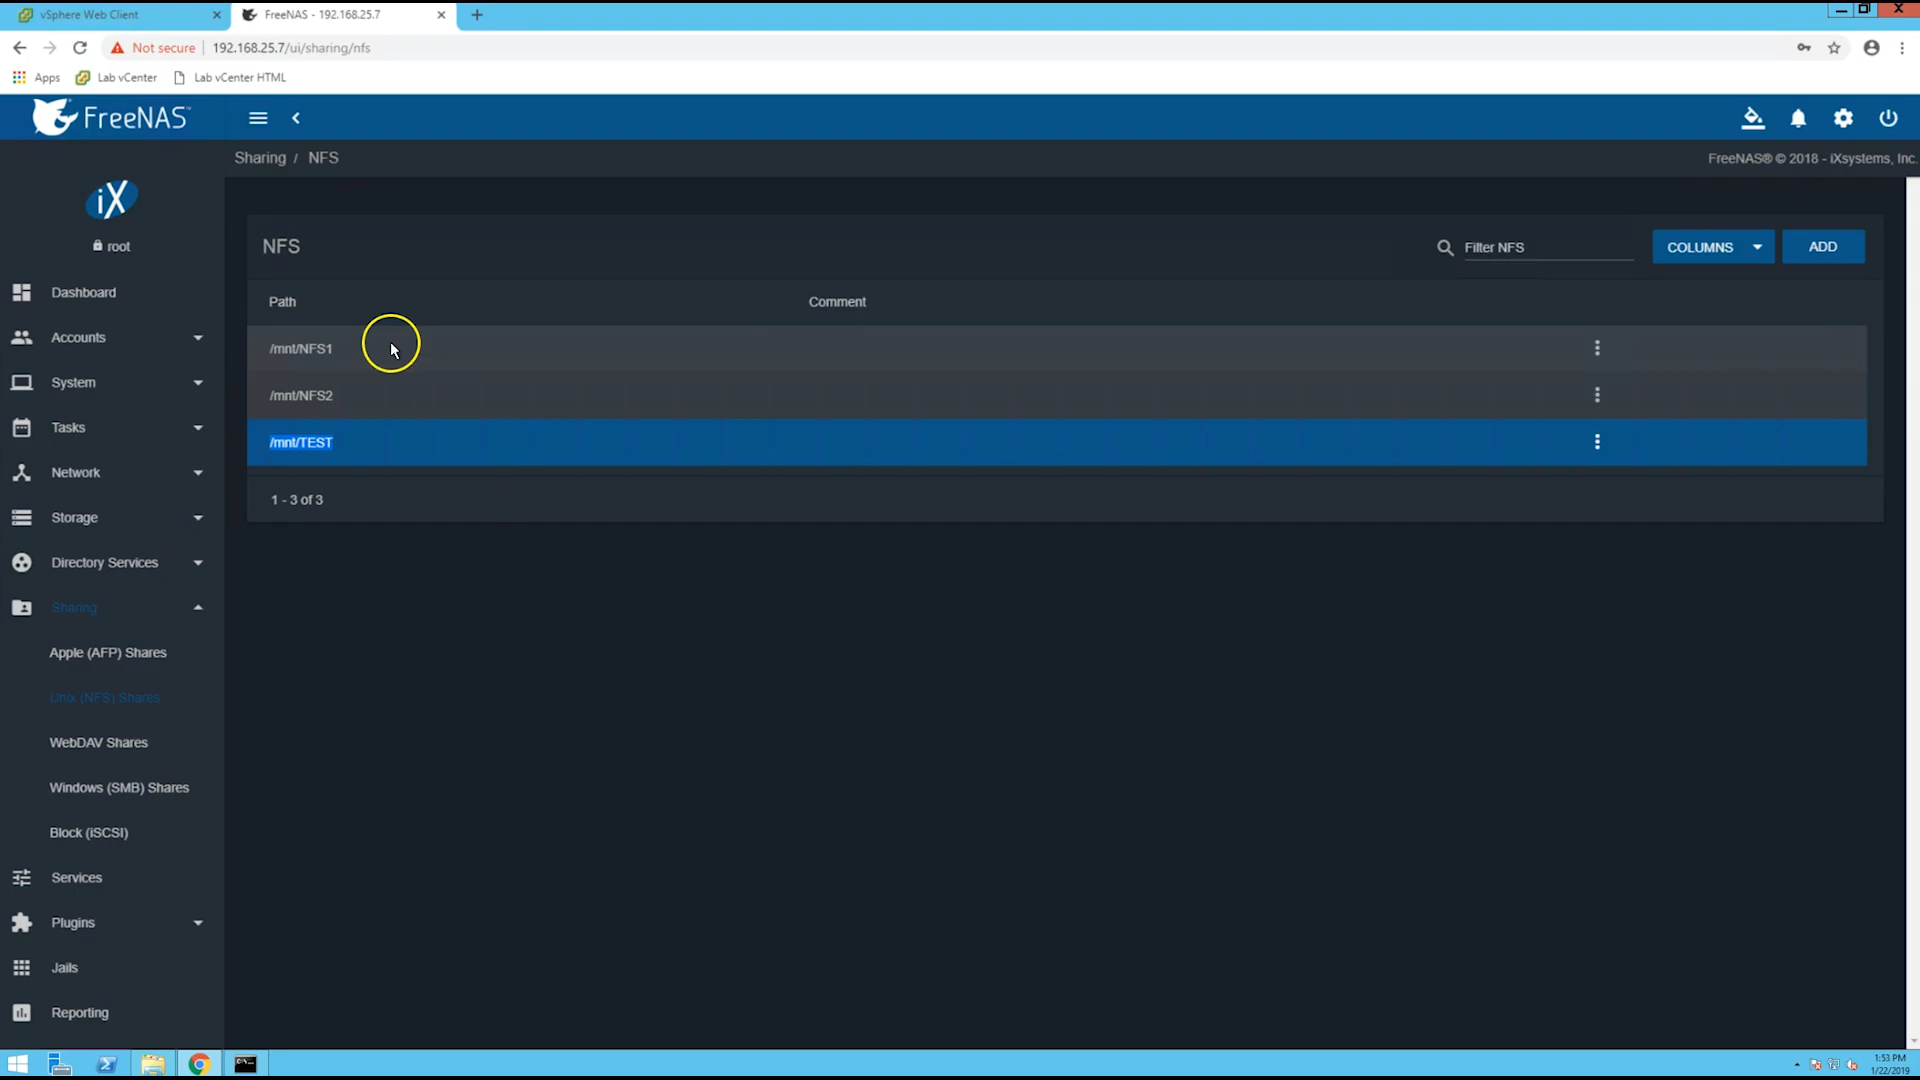 vSphere Web Client
FreeNAS - 192.168.25.7
Not secure
192.168.25.7/ui/sharing/nfs
Apps
Lab vCenter
Lab vCenter HTML
FreeNAS™
Sharing / NFS
FreeNAS® © 2018 - iXsystems, Inc.
iX
root
NFS
Filter NFS
COLUMNS
ADD
Path
Comment
/mnt/NFS1
/mnt/NFS2
/mnt/TEST
1 - 3 of 3
Dashboard
Accounts
System
Tasks
Network
Storage
Directory Services
Sharing
Apple (AFP) Shares
Unix (NFS) Shares
WebDAV Shares
Windows (SMB) Shares
Block (iSCSI)
Services
Plugins
Jails
Reporting
1:53 PM
1/22/2019